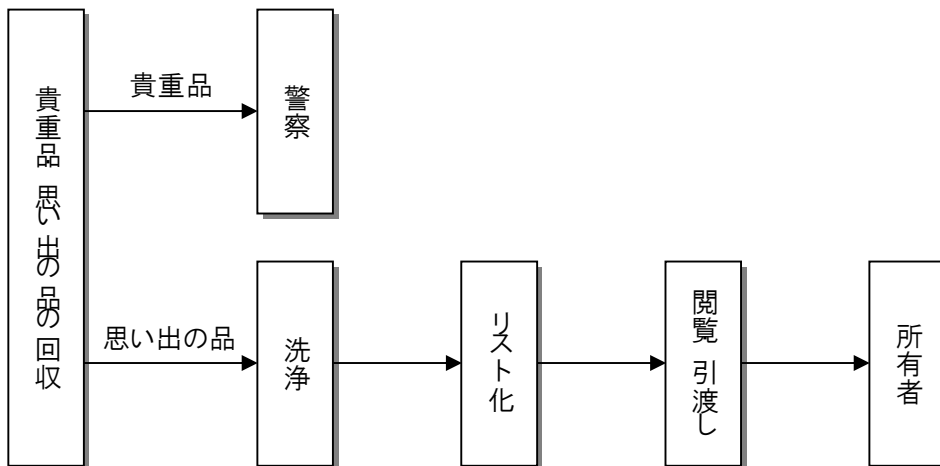 貴重品・思い出の品の回収
貴重品
警察
思い出の品
洗浄
リスト化
閲覧 引渡し
所有者